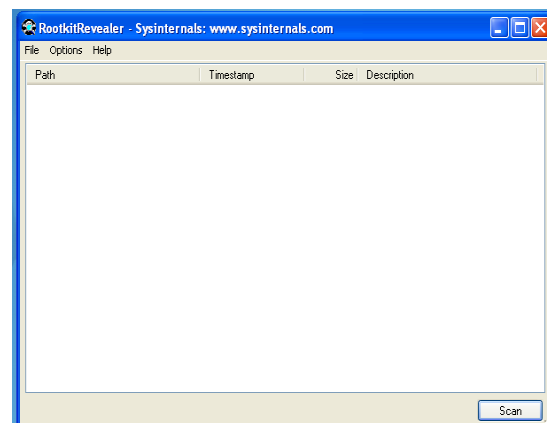 RootkitRevealer - Sysinternals: www.sysinternals.com
File Options Help
Path Timestamp Size Description
Scan